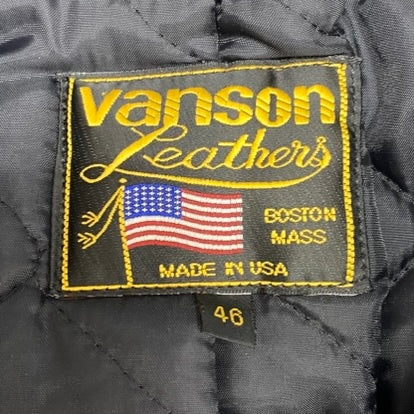 vanson
Leathers
BOSTON
MASS
MADE IN USA
46